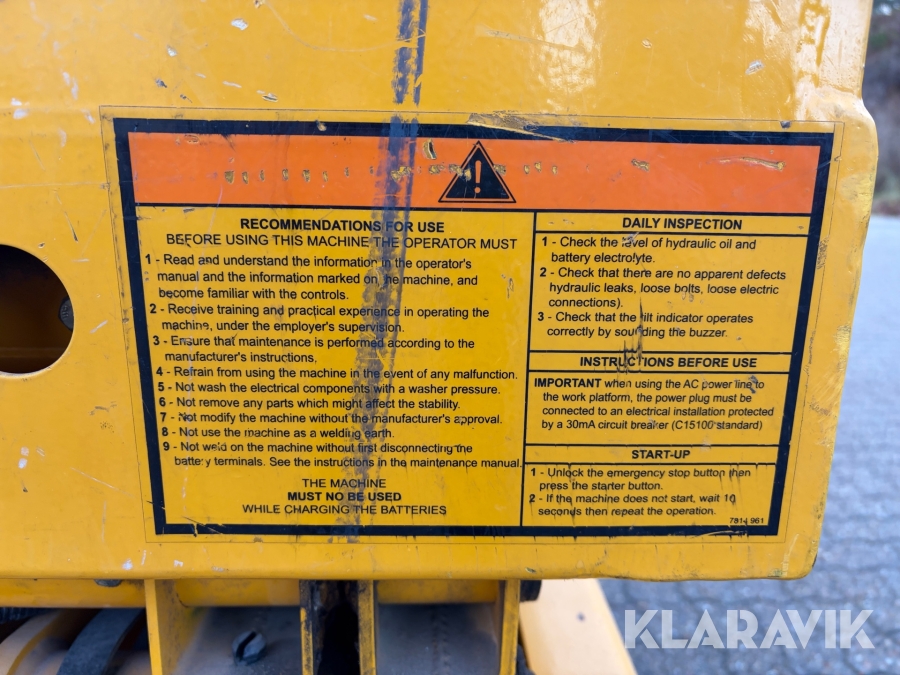 RECOMMENDATIONS FOR USE
BEFORE USING THIS MACHINE THE OPERATOR MUST
1 - Read and understand the information in the operator's
manual and the information marked on the machine, and
become familiar with the controls.
2 - Receive training and practical experience in operating the
machine, under the employer's supervision.
3 - Ensure that maintenance is performed according to the
manufacturer's instructions.
4 - Refrain from using the machine in the event of any malfunction.
5 - Not wash the electrical components with a washer pressure.
6 - Not remove any parts which might affect the stability.
7 - Not modify the machine without the manufacturer's approval.
8 - Not use the machine as a welding earth.
9 - Not weld on the machine without first disconnecting the
battery terminals. See the instructions in the maintenance manual.
THE MACHINE
MUST NO BE USED
WHILE CHARGING THE BATTERIES
DAILY INSPECTION
1 - Check the level of hydraulic oil and
battery electrolyte.
2 - Check that there are no apparent defects
hydraulic leaks, loose bolts, loose electric
connections).
3 - Check that the tilt indicator operates
correctly by sounding the buzzer.
INSTRUCTIONS BEFORE USE
IMPORTANT when using the AC power line to
the work platform, the power plug must be
connected to an electrical installation protected
by a 30mA circuit breaker (C15100 standard)
START-UP
1 - Unlock the emergency stop button then
press the starter button.
2 - If the machine does not start, wait 10
seconds then repeat the operation.
7814 961
KLARAVIK